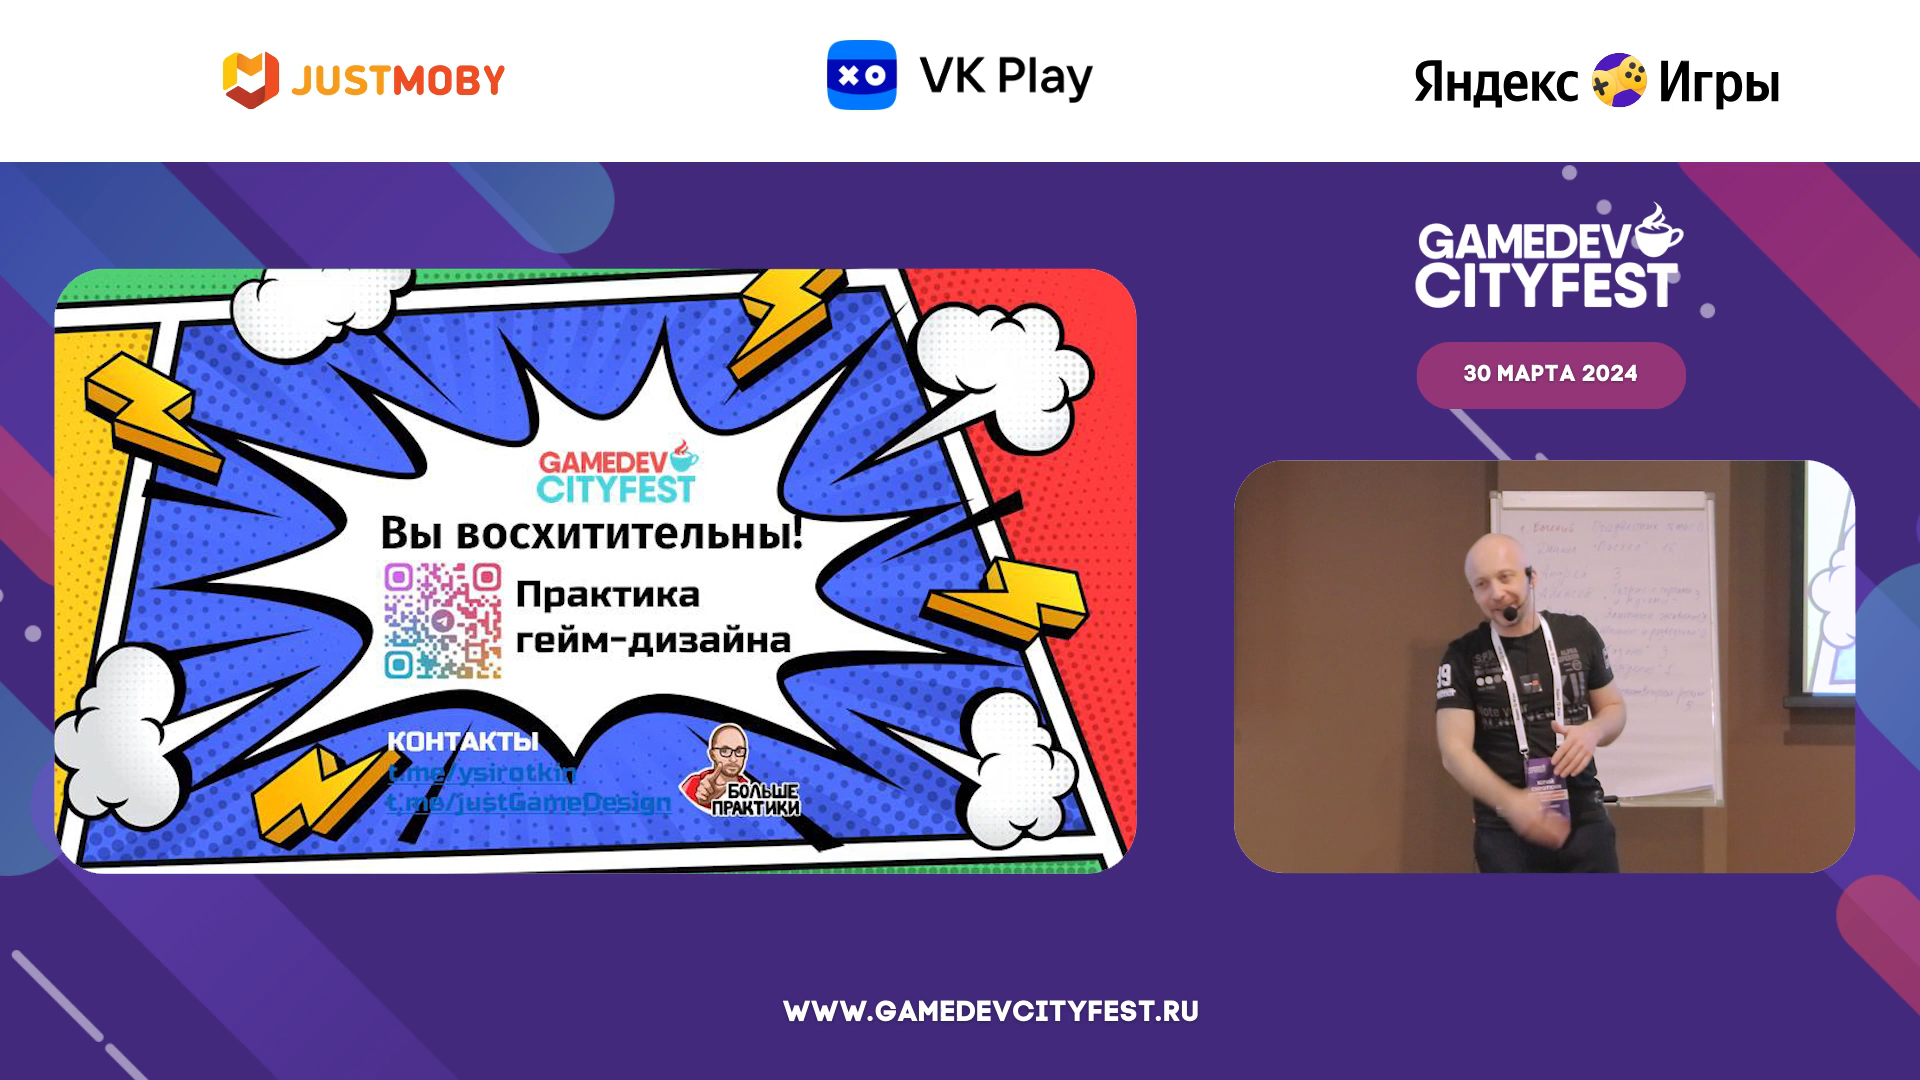 JUSTMOBY
VK Play
Яндекс Игры
GAMEDEV
CITYFEST
30 МАРТА 2024
GAMEDEV
CITYFEST
Вы восхитительны!
Практика
гейм-дизайна
КОНТАКТЫ
t.me/ysirotkin
t.me/justGameDesign
БОЛЬШЕ
ПРАКТИКИ
99
WWW.GAMEDEVCITYFEST.RU